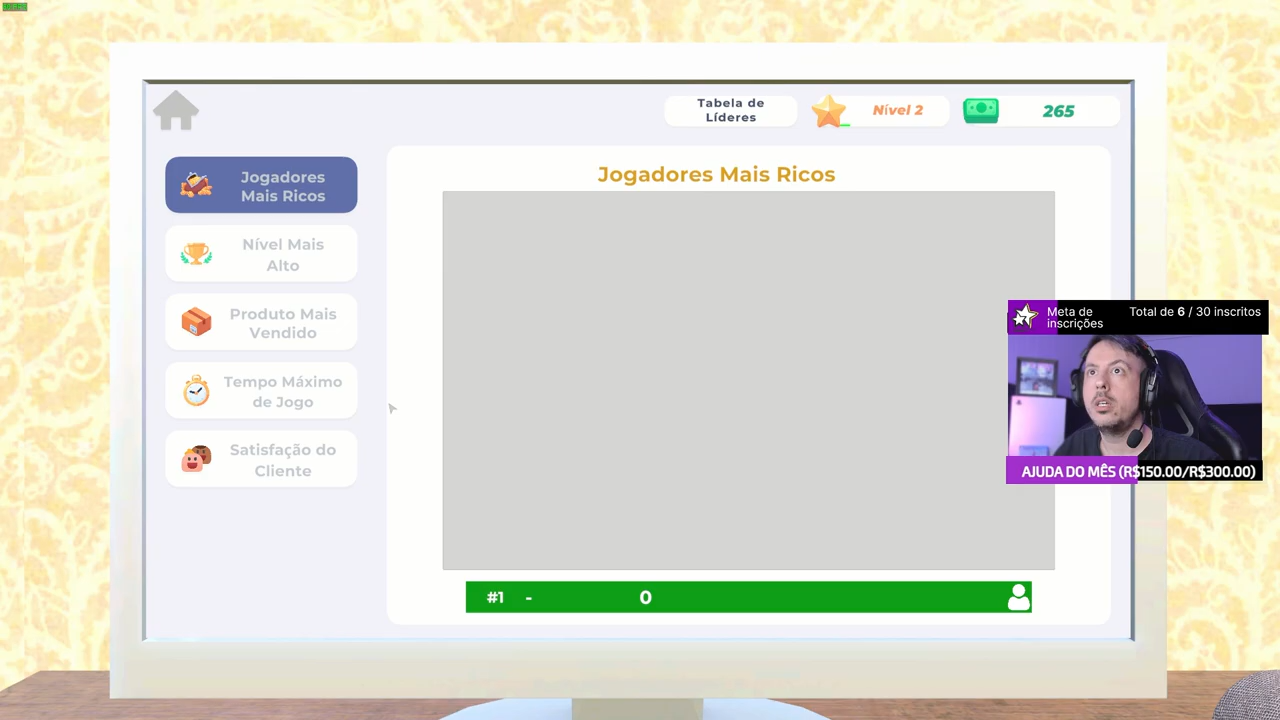 Tabela de
Líderes
Nível 2
265
Jogadores
Mais Ricos
Nível Mais
Alto
Produto Mais
Vendido
Tempo Máximo
de Jogo
Satisfação do
Cliente
Jogadores Mais Ricos
#1 - 0
Meta de
inscrições
Total de 6 / 30 inscritos
AJUDA DO MÊS (R$150.00/R$300.00)